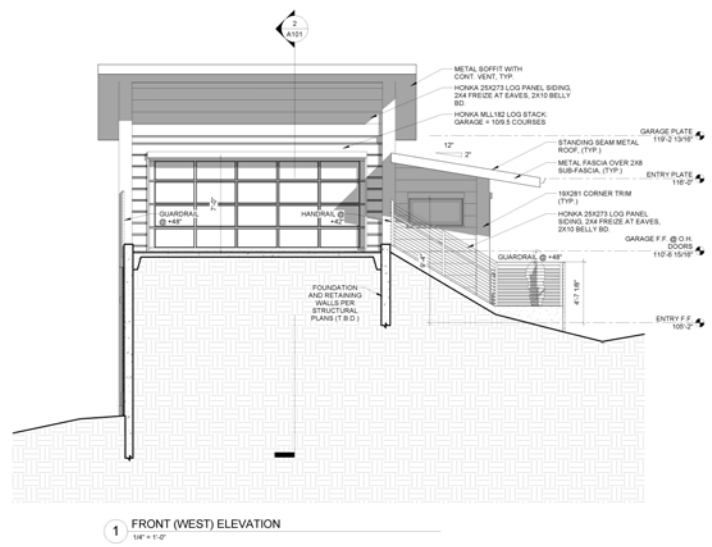 2
A101
METAL SOFFIT WITH
CONT. VENT, TYP.
HONKA 25X273 LOG PANEL SIDING,
2X4 FREIZE AT EAVES, 2X10 BELLY
BD.
HONKA MLL182 LOG STACK.
GARAGE = 10/9.5 COURSES
GARAGE PLATE
119'-2 13/16"
12"
2"
STANDING SEAM METAL
ROOF, (TYP.)
METAL FASCIA OVER 2X8
SUB-FASCIA, (TYP.)
ENTRY PLATE
116'-0"
19X281 CORNER TRIM
(TYP.)
HONKA 25X273 LOG PANEL
SIDING, 2X4 FREIZE AT EAVES,
2X10 BELLY BD.
7'-0"
GUARDRAIL
@ +48"
HANDRAIL @
+42"
GARAGE F.F. @ O.H.
DOORS
110'-6 15/16"
GUARDRAIL @ +48"
9'-4"
4'-7 1/8"
FOUNDATION
AND RETAINING
WALLS PER
STRUCTURAL
PLANS (T.B.D.)
ENTRY F.F.
105'-2"
1
FRONT (WEST) ELEVATION
1/4" = 1'-0"